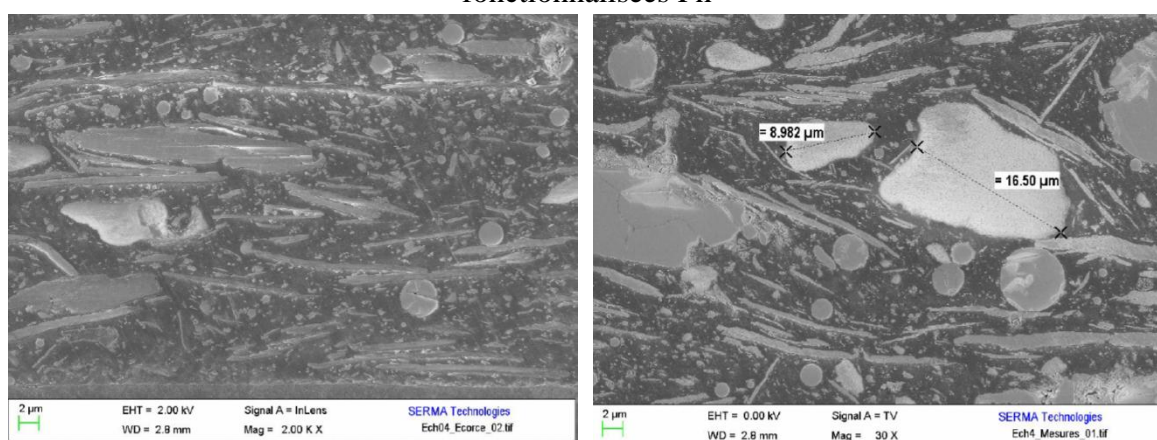 fonctionnalisées Ph
2 µm
EHT = 2.00 kV
WD = 2.8 mm
Signal A = InLens
Mag = 2.00 K X
SERMA Technologies
Ech04_Ecorce_02.tif
= 8.982 µm
= 16.50 µm
2 µm
EHT = 0.00 kV
WD = 2.8 mm
Signal A = TV
Mag = 30 X
SERMA Technologies
Ech4_Mesures_01.tif